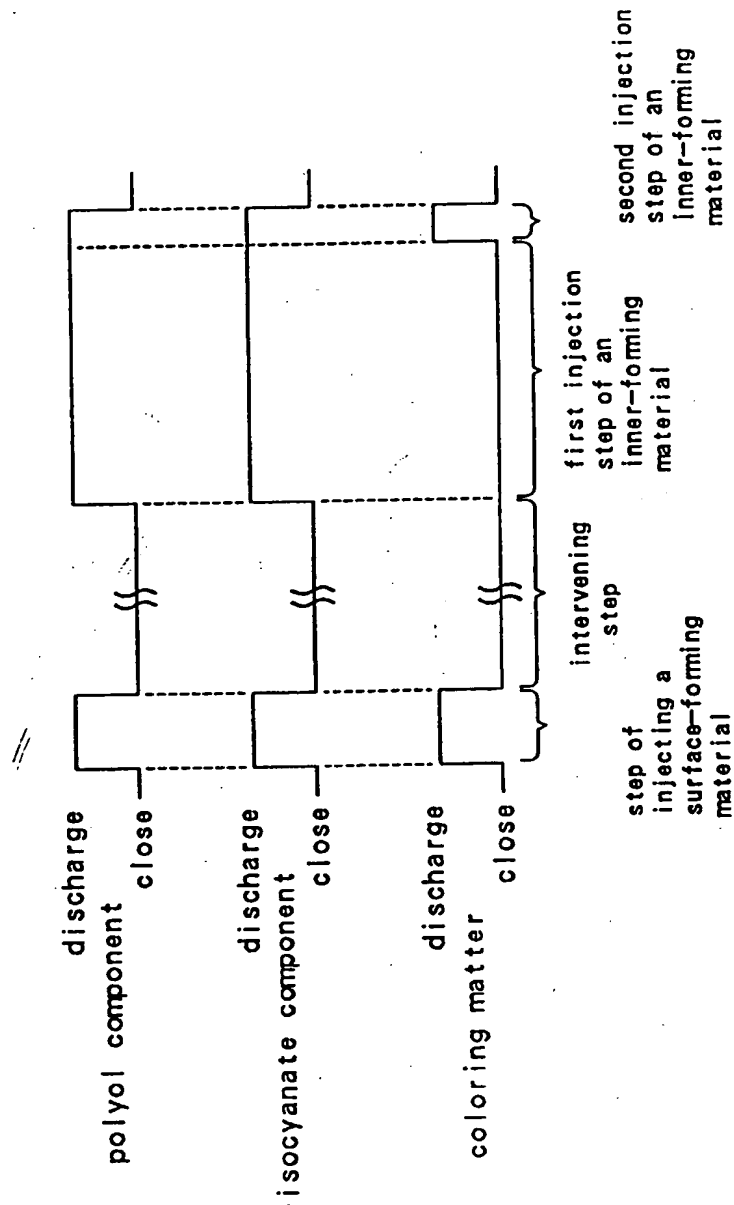 discharge
polyol component
close
discharge
isocyanate component
close
discharge
coloring matter
close
step of
injecting a
surface-forming
material
intervening
step
first injection
step of an
inner-forming
material
second injection
step of an
inner-forming
material